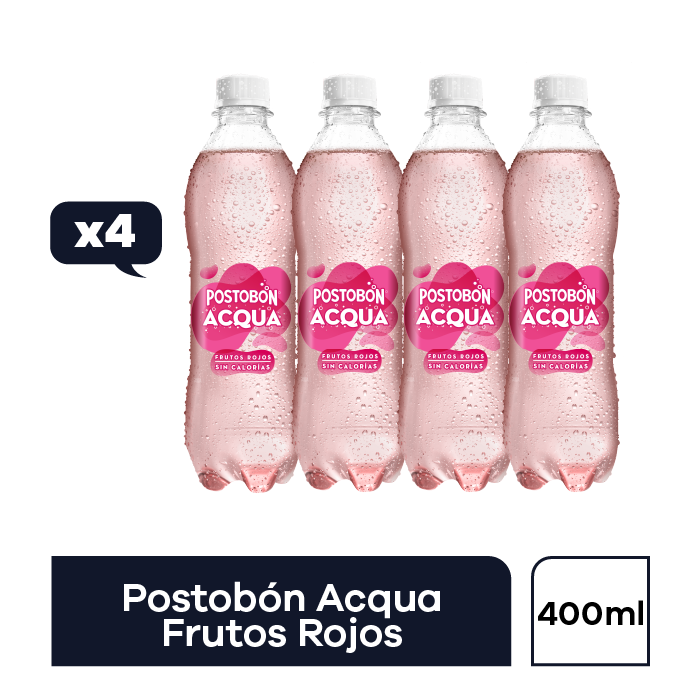 x4
POSTOBÓN
ACQUA
FRUTOS ROJOS
SIN CALORÍAS
POSTOBÓN
ACQUA
FRUTOS ROJOS
SIN CALORÍAS
POSTOBÓN
ACQUA
FRUTOS ROJOS
SIN CALORÍAS
POSTOBÓN
ACQUA
FRUTOS ROJOS
SIN CALORÍAS
Postobón Acqua
Frutos Rojos
400ml